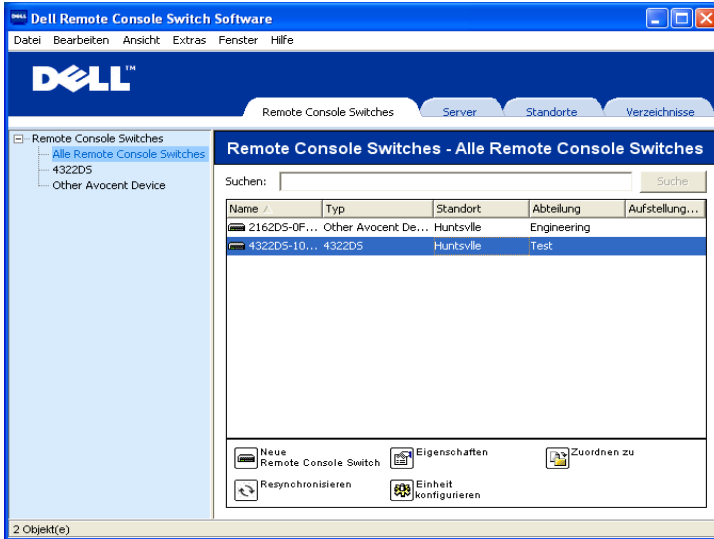 Dell Remote Console Switch Software
Datei Bearbeiten Ansicht Extras Fenster Hilfe
DELL™
Remote Console Switches Server Standorte Verzeichnisse
Remote Console Switches
Alle Remote Console Switches
4322DS
Other Avocent Device
Remote Console Switches - Alle Remote Console Switches
Suchen: Suche
Name Typ Standort Abteilung Aufstellung...
2162DS-0F... Other Avocent De... Huntsvlle Engineering
4322DS-10... 4322DS Huntsvlle Test
Neue
Remote Console Switch
Eigenschaften
Zuordnen zu
Resynchronisieren
Einheit
konfigurieren
2 Objekt(e)